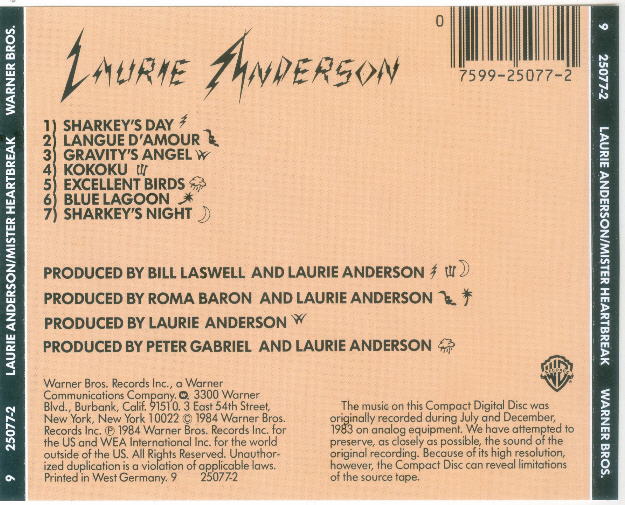 LAURIE ANDERSON
0
7599-25077-2
1) SHARKEY'S DAY
2) LANGUE D'AMOUR
3) GRAVITY'S ANGEL
4) KOKOKU
5) EXCELLENT BIRDS
6) BLUE LAGOON
7) SHARKEY'S NIGHT
PRODUCED BY BILL LASWELL AND LAURIE ANDERSON
PRODUCED BY ROMA BARON AND LAURIE ANDERSON
PRODUCED BY LAURIE ANDERSON
PRODUCED BY PETER GABRIEL AND LAURIE ANDERSON
Warner Bros. Records Inc., a Warner
Communications Company. 3300 Warner
Blvd., Burbank, Calif. 91510. 3 East 54th Street,
New York, New York 10022 © 1984 Warner Bros.
Records Inc. ℗ 1984 Warner Bros. Records Inc. for
the US and WEA International Inc. for the world
outside of the US. All Rights Reserved. Unauthor-
ized duplication is a violation of applicable laws.
Printed in West Germany. 9 25077-2
The music on this Compact Digital Disc was
originally recorded during July and December,
1983 on analog equipment. We have attempted to
preserve, as closely as possible, the sound of the
original recording. Because of its high resolution,
however, the Compact Disc can reveal limitations
of the source tape.
9 25077-2 LAURIE ANDERSON/MISTER HEARTBREAK WARNER BROS.
9 25077-2 LAURIE ANDERSON/MISTER HEARTBREAK WARNER BROS.